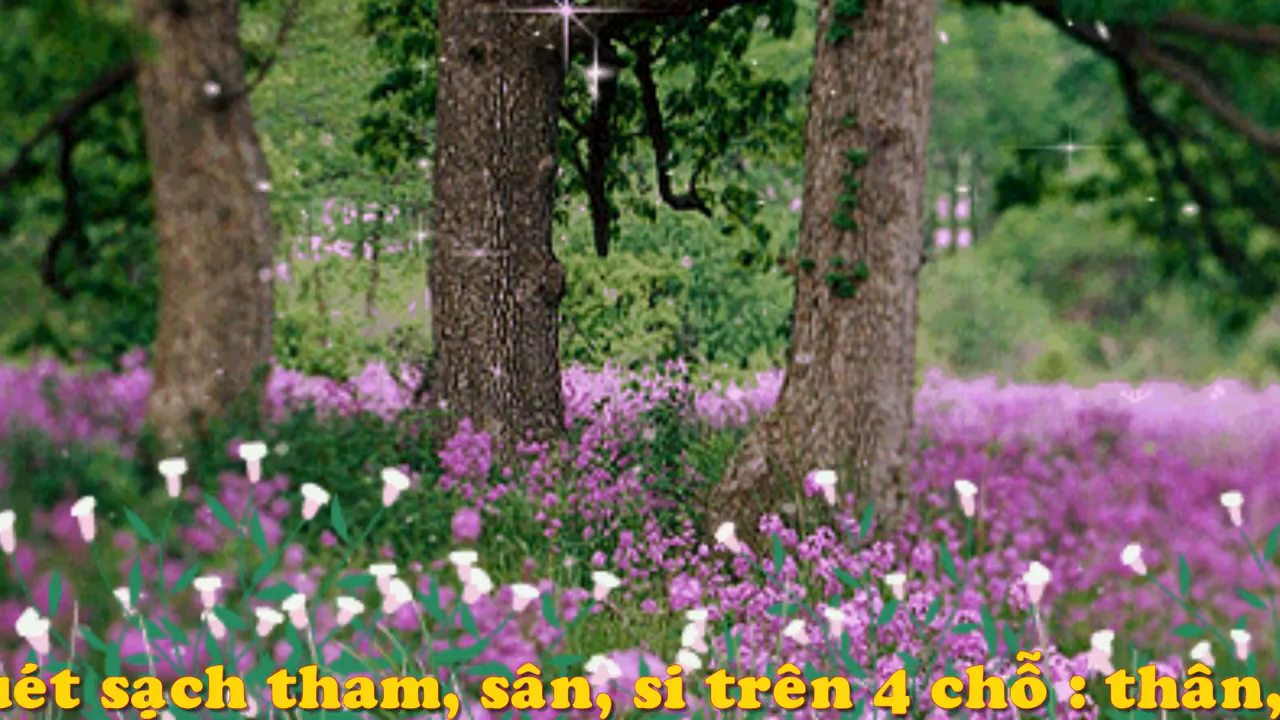 uét sạch tham, sân, si trên 4 chỗ : thân,